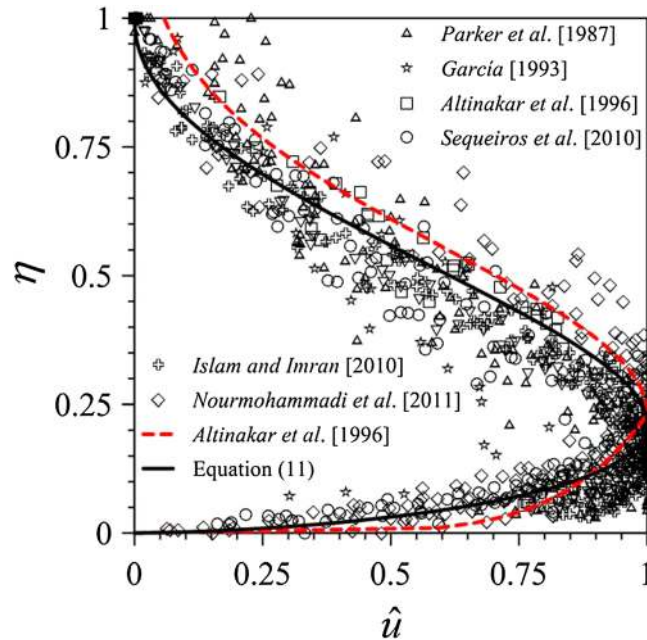 1
Parker et al. [1987]
García [1993]
Altinakar et al. [1996]
Sequeiros et al. [2010]
0.75
η
0.5
Islam and Imran [2010]
Nourmohammadi et al. [2011]
0.25
Altinakar et al. [1996]
Equation (11)
0
0 0.25 0.5 0.75 1
û